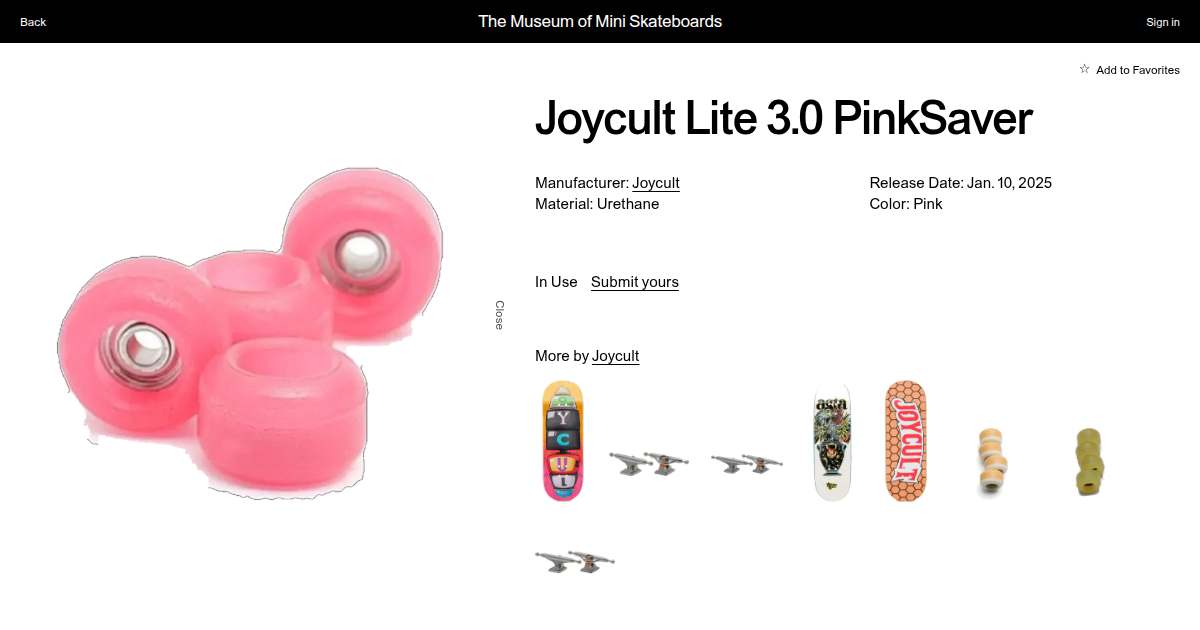 Back
The Museum of Mini Skateboards
Sign in
☆ Add to Favorites
Joycult Lite 3.0 PinkSaver
Manufacturer: Joycult
Material: Urethane
Release Date: Jan. 10, 2025
Color: Pink
In Use Submit yours
Close
More by Joycult
Y
C
U
L
JOYCULT